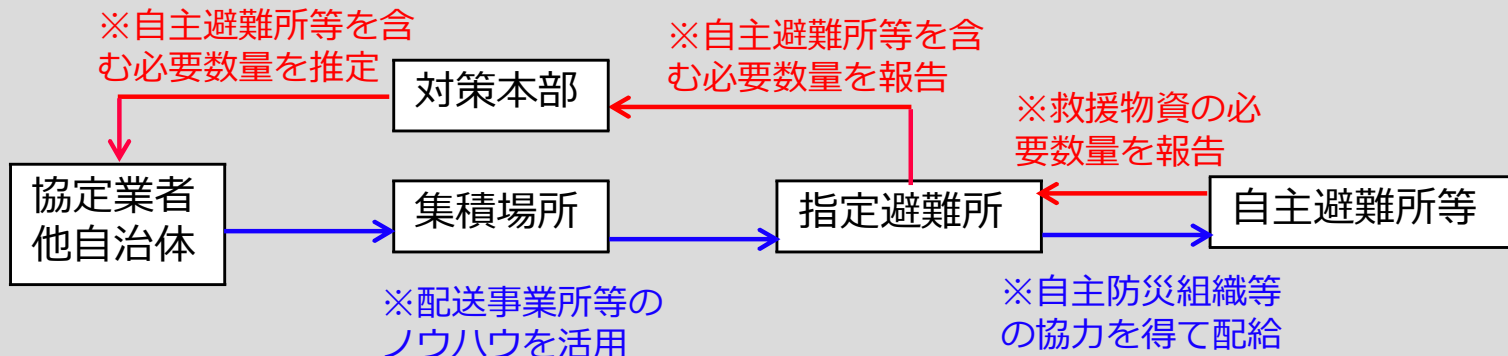 ※自主避難所等を含
む必要数量を推定
対策本部
※自主避難所等を含
む必要数量を報告
※救援物資の必
要数量を報告
協定業者
他自治体
集積場所
指定避難所
自主避難所等
※配送事業所等の
ノウハウを活用
※自主防災組織等
の協力を得て配給